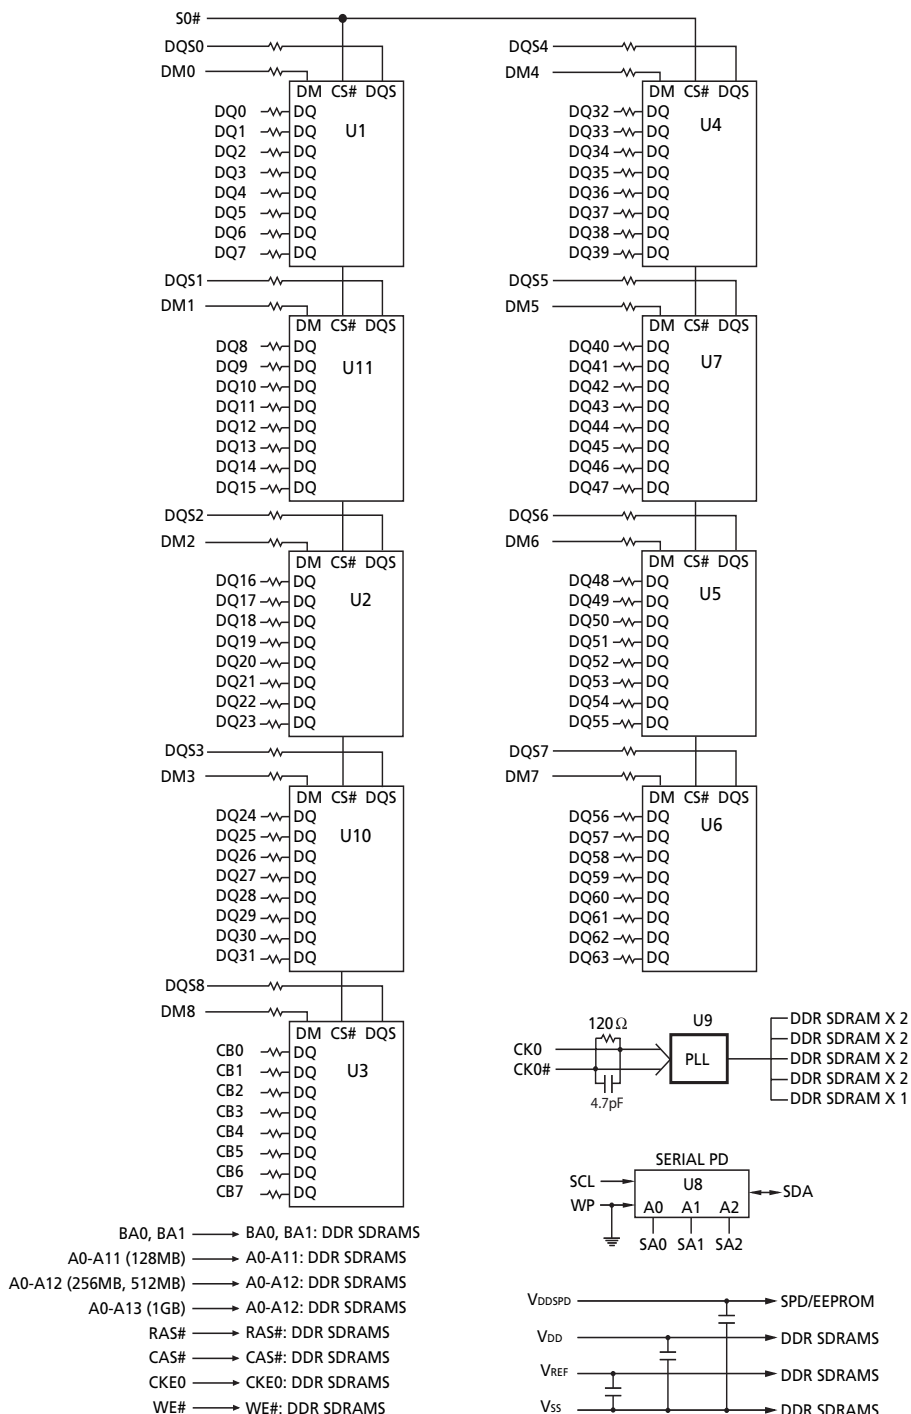 S0#
DQS0
DM0
DM CS# DQS
U1
DQ0 DQ
DQ1 DQ
DQ2 DQ
DQ3 DQ
DQ4 DQ
DQ5 DQ
DQ6 DQ
DQ7 DQ
DQS1
DM1
DM CS# DQS
U11
DQ8 DQ
DQ9 DQ
DQ10 DQ
DQ11 DQ
DQ12 DQ
DQ13 DQ
DQ14 DQ
DQ15 DQ
DQS2
DM2
DM CS# DQS
U2
DQ16 DQ
DQ17 DQ
DQ18 DQ
DQ19 DQ
DQ20 DQ
DQ21 DQ
DQ22 DQ
DQ23 DQ
DQS3
DM3
DM CS# DQS
U10
DQ24 DQ
DQ25 DQ
DQ26 DQ
DQ27 DQ
DQ28 DQ
DQ29 DQ
DQ30 DQ
DQ31 DQ
DQS8
DM8
DM CS# DQS
U3
CB0 DQ
CB1 DQ
CB2 DQ
CB3 DQ
CB4 DQ
CB5 DQ
CB6 DQ
CB7 DQ
BA0, BA1 BA0, BA1: DDR SDRAMS
A0-A11 (128MB) A0-A11: DDR SDRAMS
A0-A12 (256MB, 512MB) A0-A12: DDR SDRAMS
A0-A13 (1GB) A0-A12: DDR SDRAMS
RAS# RAS#: DDR SDRAMS
CAS# CAS#: DDR SDRAMS
CKE0 CKE0: DDR SDRAMS
WE# WE#: DDR SDRAMS
DQS4
DM4
DM CS# DQS
U4
DQ32 DQ
DQ33 DQ
DQ34 DQ
DQ35 DQ
DQ36 DQ
DQ37 DQ
DQ38 DQ
DQ39 DQ
DQS5
DM5
DM CS# DQS
U7
DQ40 DQ
DQ41 DQ
DQ42 DQ
DQ43 DQ
DQ44 DQ
DQ45 DQ
DQ46 DQ
DQ47 DQ
DQS6
DM6
DM CS# DQS
U5
DQ48 DQ
DQ49 DQ
DQ50 DQ
DQ51 DQ
DQ52 DQ
DQ53 DQ
DQ54 DQ
DQ55 DQ
DQS7
DM7
DM CS# DQS
U6
DQ56 DQ
DQ57 DQ
DQ58 DQ
DQ59 DQ
DQ60 DQ
DQ61 DQ
DQ62 DQ
DQ63 DQ
120Ω
U9
CK0
CK0#
PLL
4.7pF
DDR SDRAM X 2
DDR SDRAM X 2
DDR SDRAM X 2
DDR SDRAM X 2
DDR SDRAM X 1
SERIAL PD
SCL
U8
WP
A0 A1 A2
SDA
SA0 SA1 SA2
VDDSPD SPD/EEPROM
VDD DDR SDRAMS
VREF DDR SDRAMS
VSS DDR SDRAMS